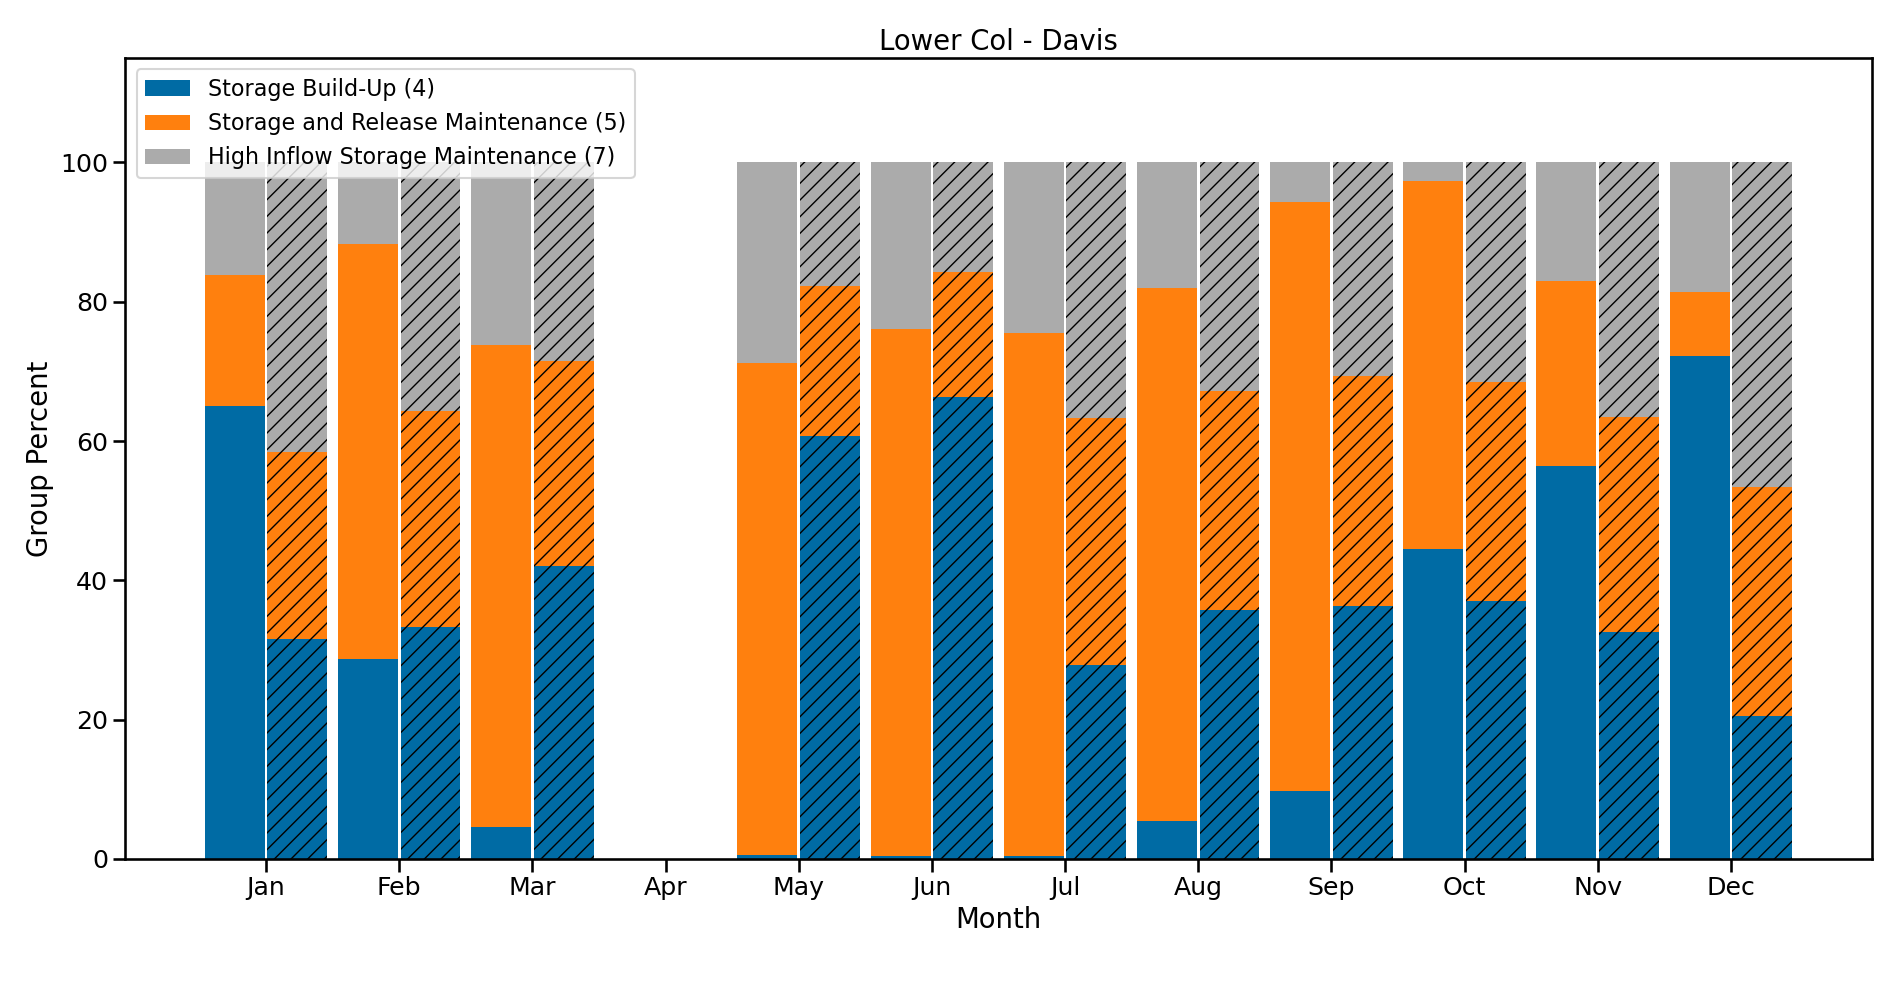 Lower Col - Davis
Storage Build-Up (4)
Storage and Release Maintenance (5)
High Inflow Storage Maintenance (7)
Group Percent
100
80
60
40
20
0
Jan Feb Mar Apr May Jun Jul Aug Sep Oct Nov Dec
Month